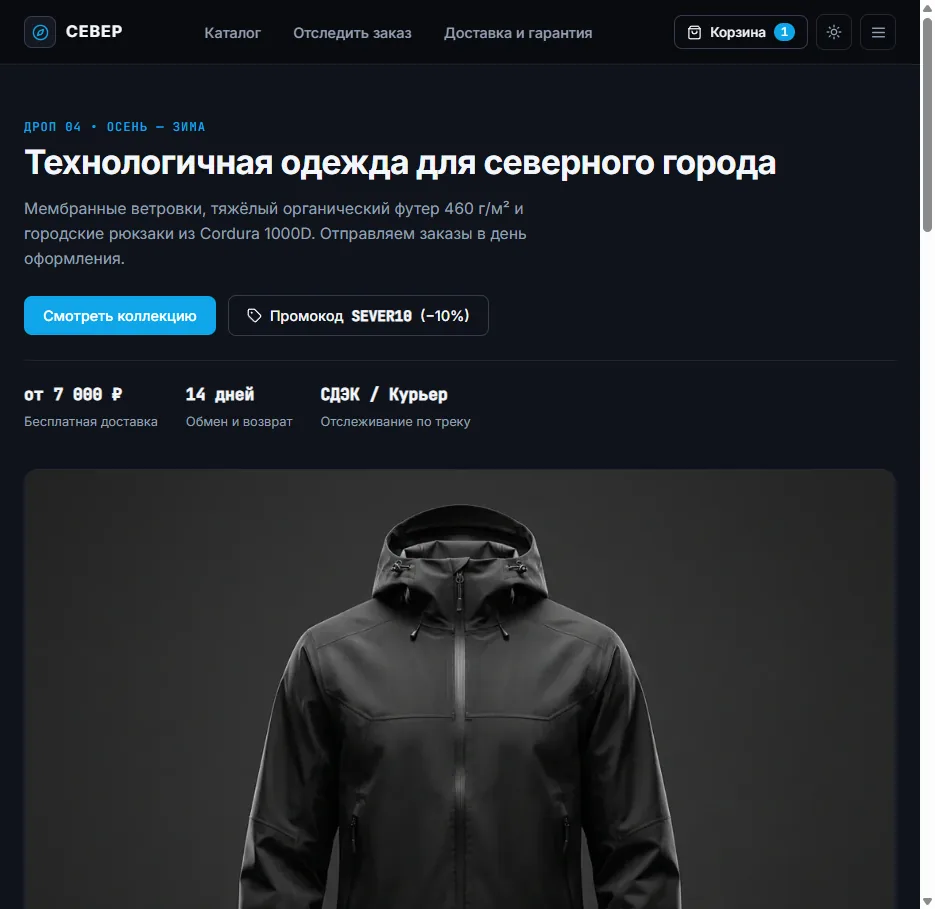 СЕВЕР
Каталог
Отследить заказ
Доставка и гарантия
Корзина 1
ДРОП 04 • ОСЕНЬ — ЗИМА
Технологичная одежда для северного города
Мембранные ветровки, тяжёлый органический футер 460 г/м² и
городские рюкзаки из Cordura 1000D. Отправляем заказы в день
оформления.
Смотреть коллекцию
Промокод SEVER10 (−10%)
от 7 000 ₽
Бесплатная доставка
14 дней
Обмен и возврат
СДЭК / Курьер
Отслеживание по треку